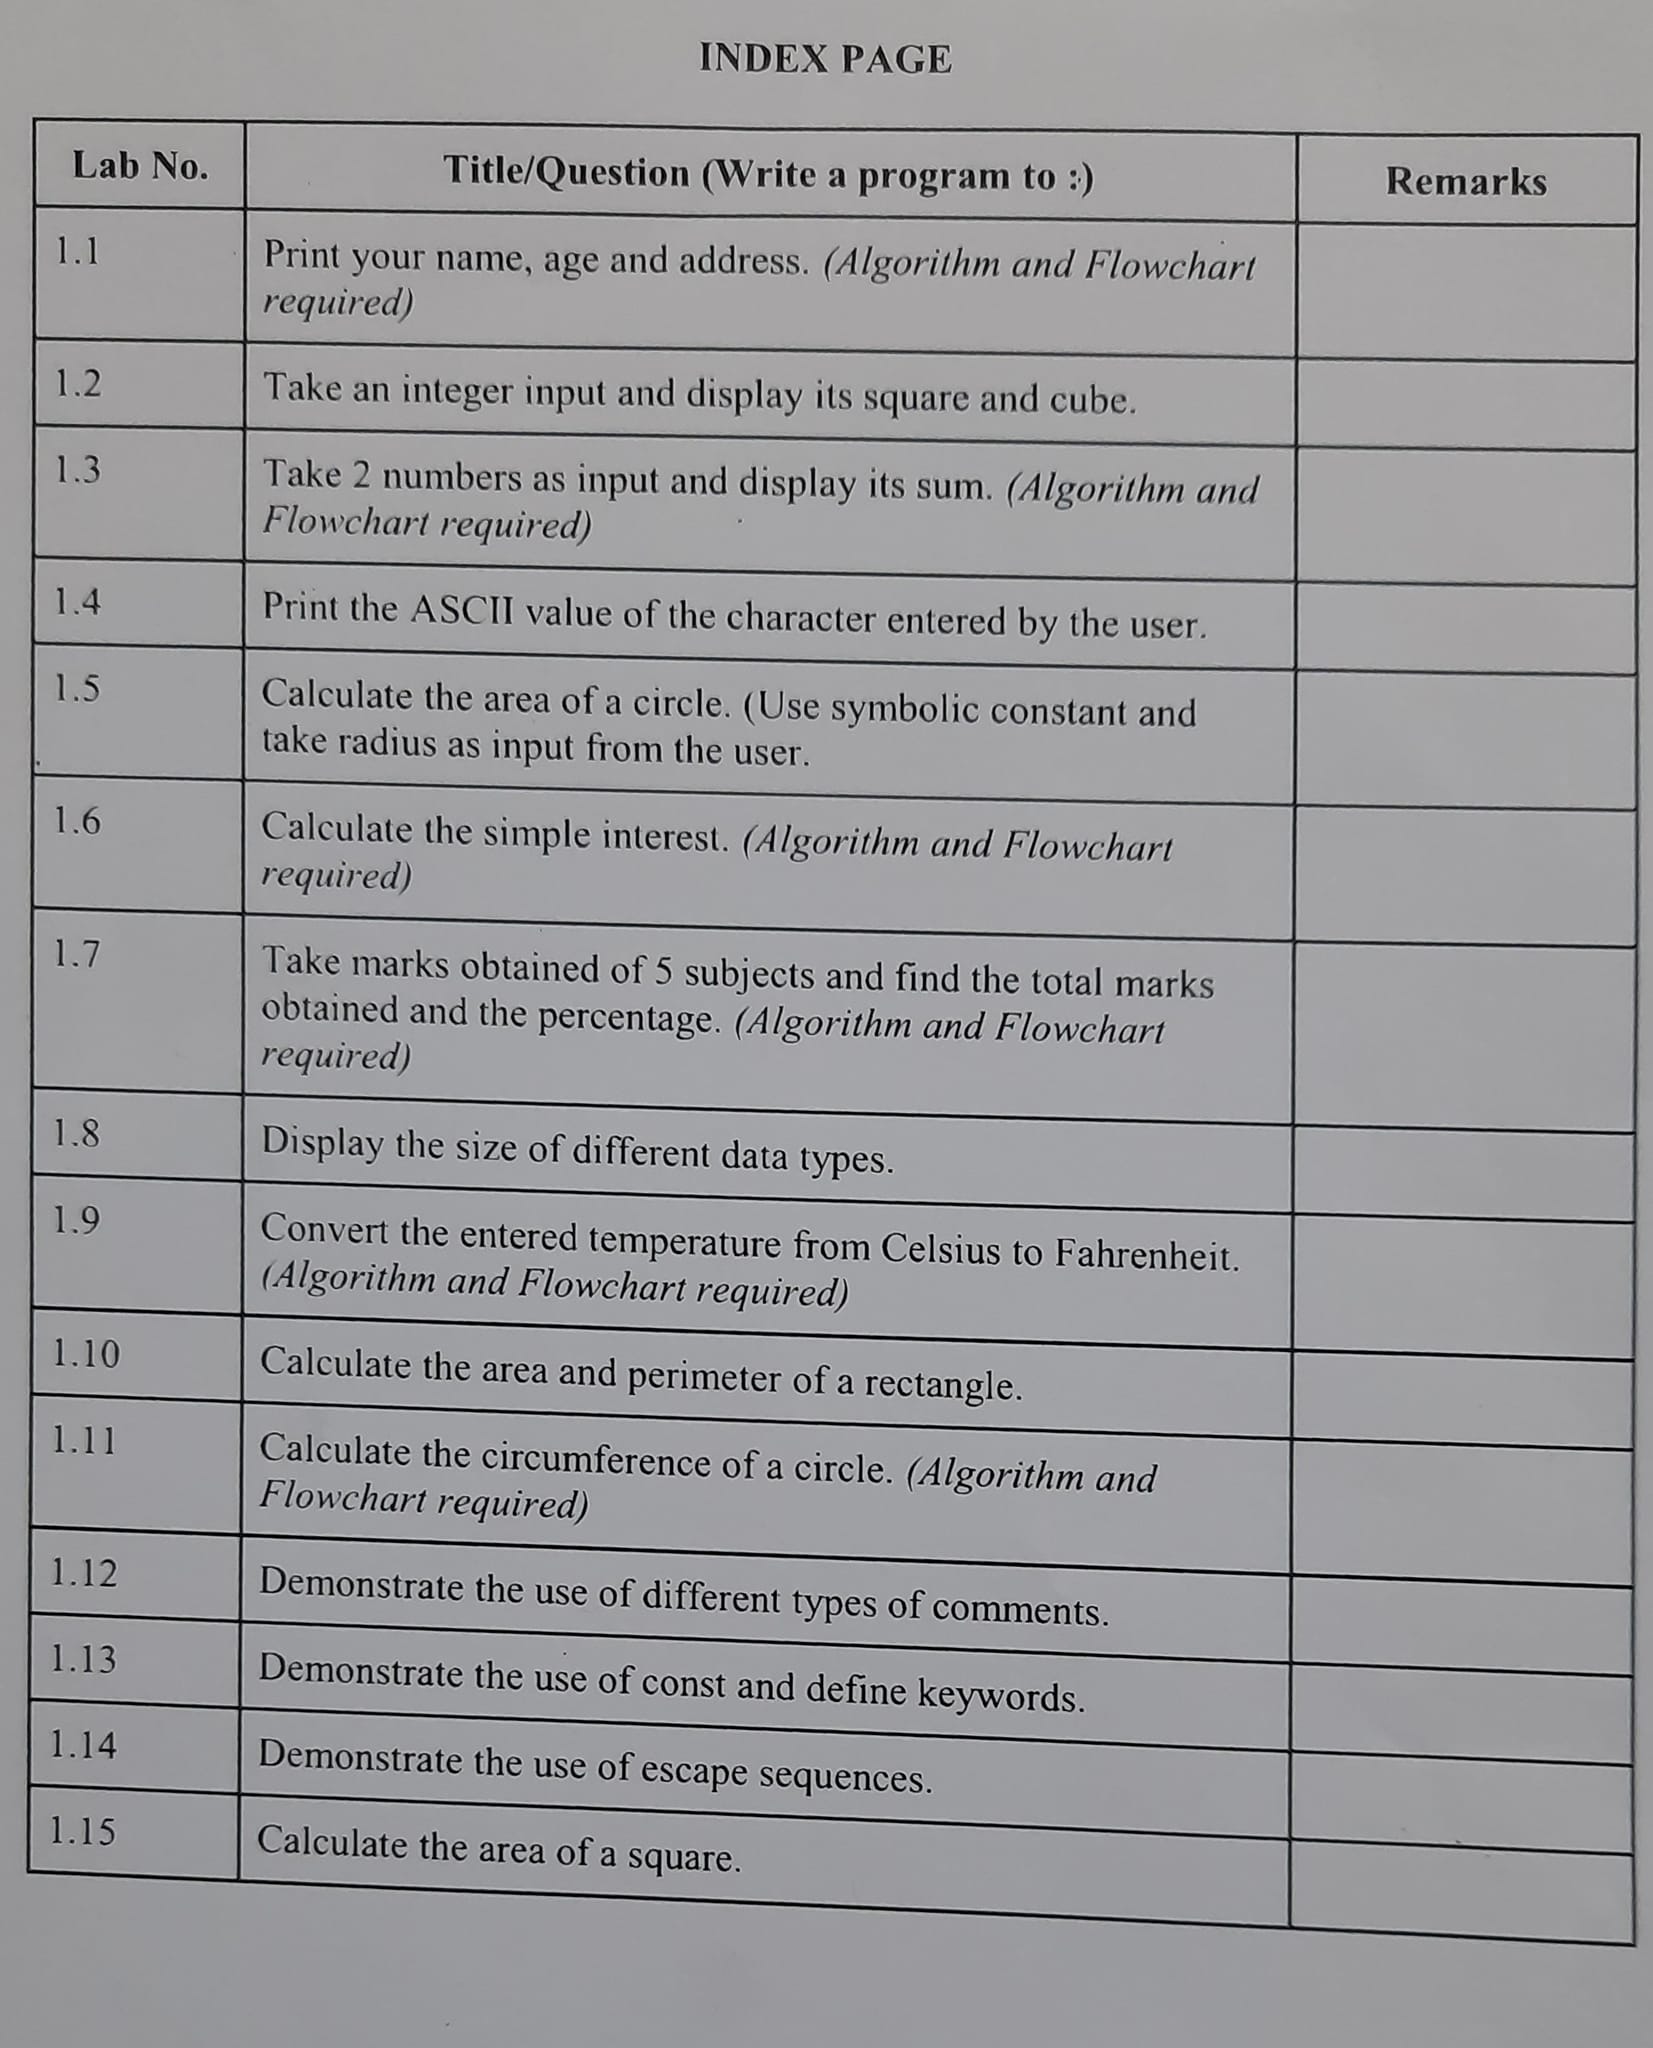 INDEX PAGE
Lab No. Title/Question (Write a program to :) Remarks
1.1 Print your name, age and address. (Algorithm and Flowchart
required)
1.2 Take an integer input and display its square and cube.
1.3 Take 2 numbers as input and display its sum. (Algorithm and
Flowchart required)
1.4 Print the ASCII value of the character entered by the user.
1.5 Calculate the area of a circle. (Use symbolic constant and
take radius as input from the user.
1.6 Calculate the simple interest. (Algorithm and Flowchart
required)
1.7 Take marks obtained of 5 subjects and find the total marks
obtained and the percentage. (Algorithm and Flowchart
required)
1.8 Display the size of different data types.
1.9 Convert the entered temperature from Celsius to Fahrenheit.
(Algorithm and Flowchart required)
1.10 Calculate the area and perimeter of a rectangle.
1.11 Calculate the circumference of a circle. (Algorithm and
Flowchart required)
1.12 Demonstrate the use of different types of comments.
1.13 Demonstrate the use of const and define keywords.
1.14 Demonstrate the use of escape sequences.
1.15 Calculate the area of a square.